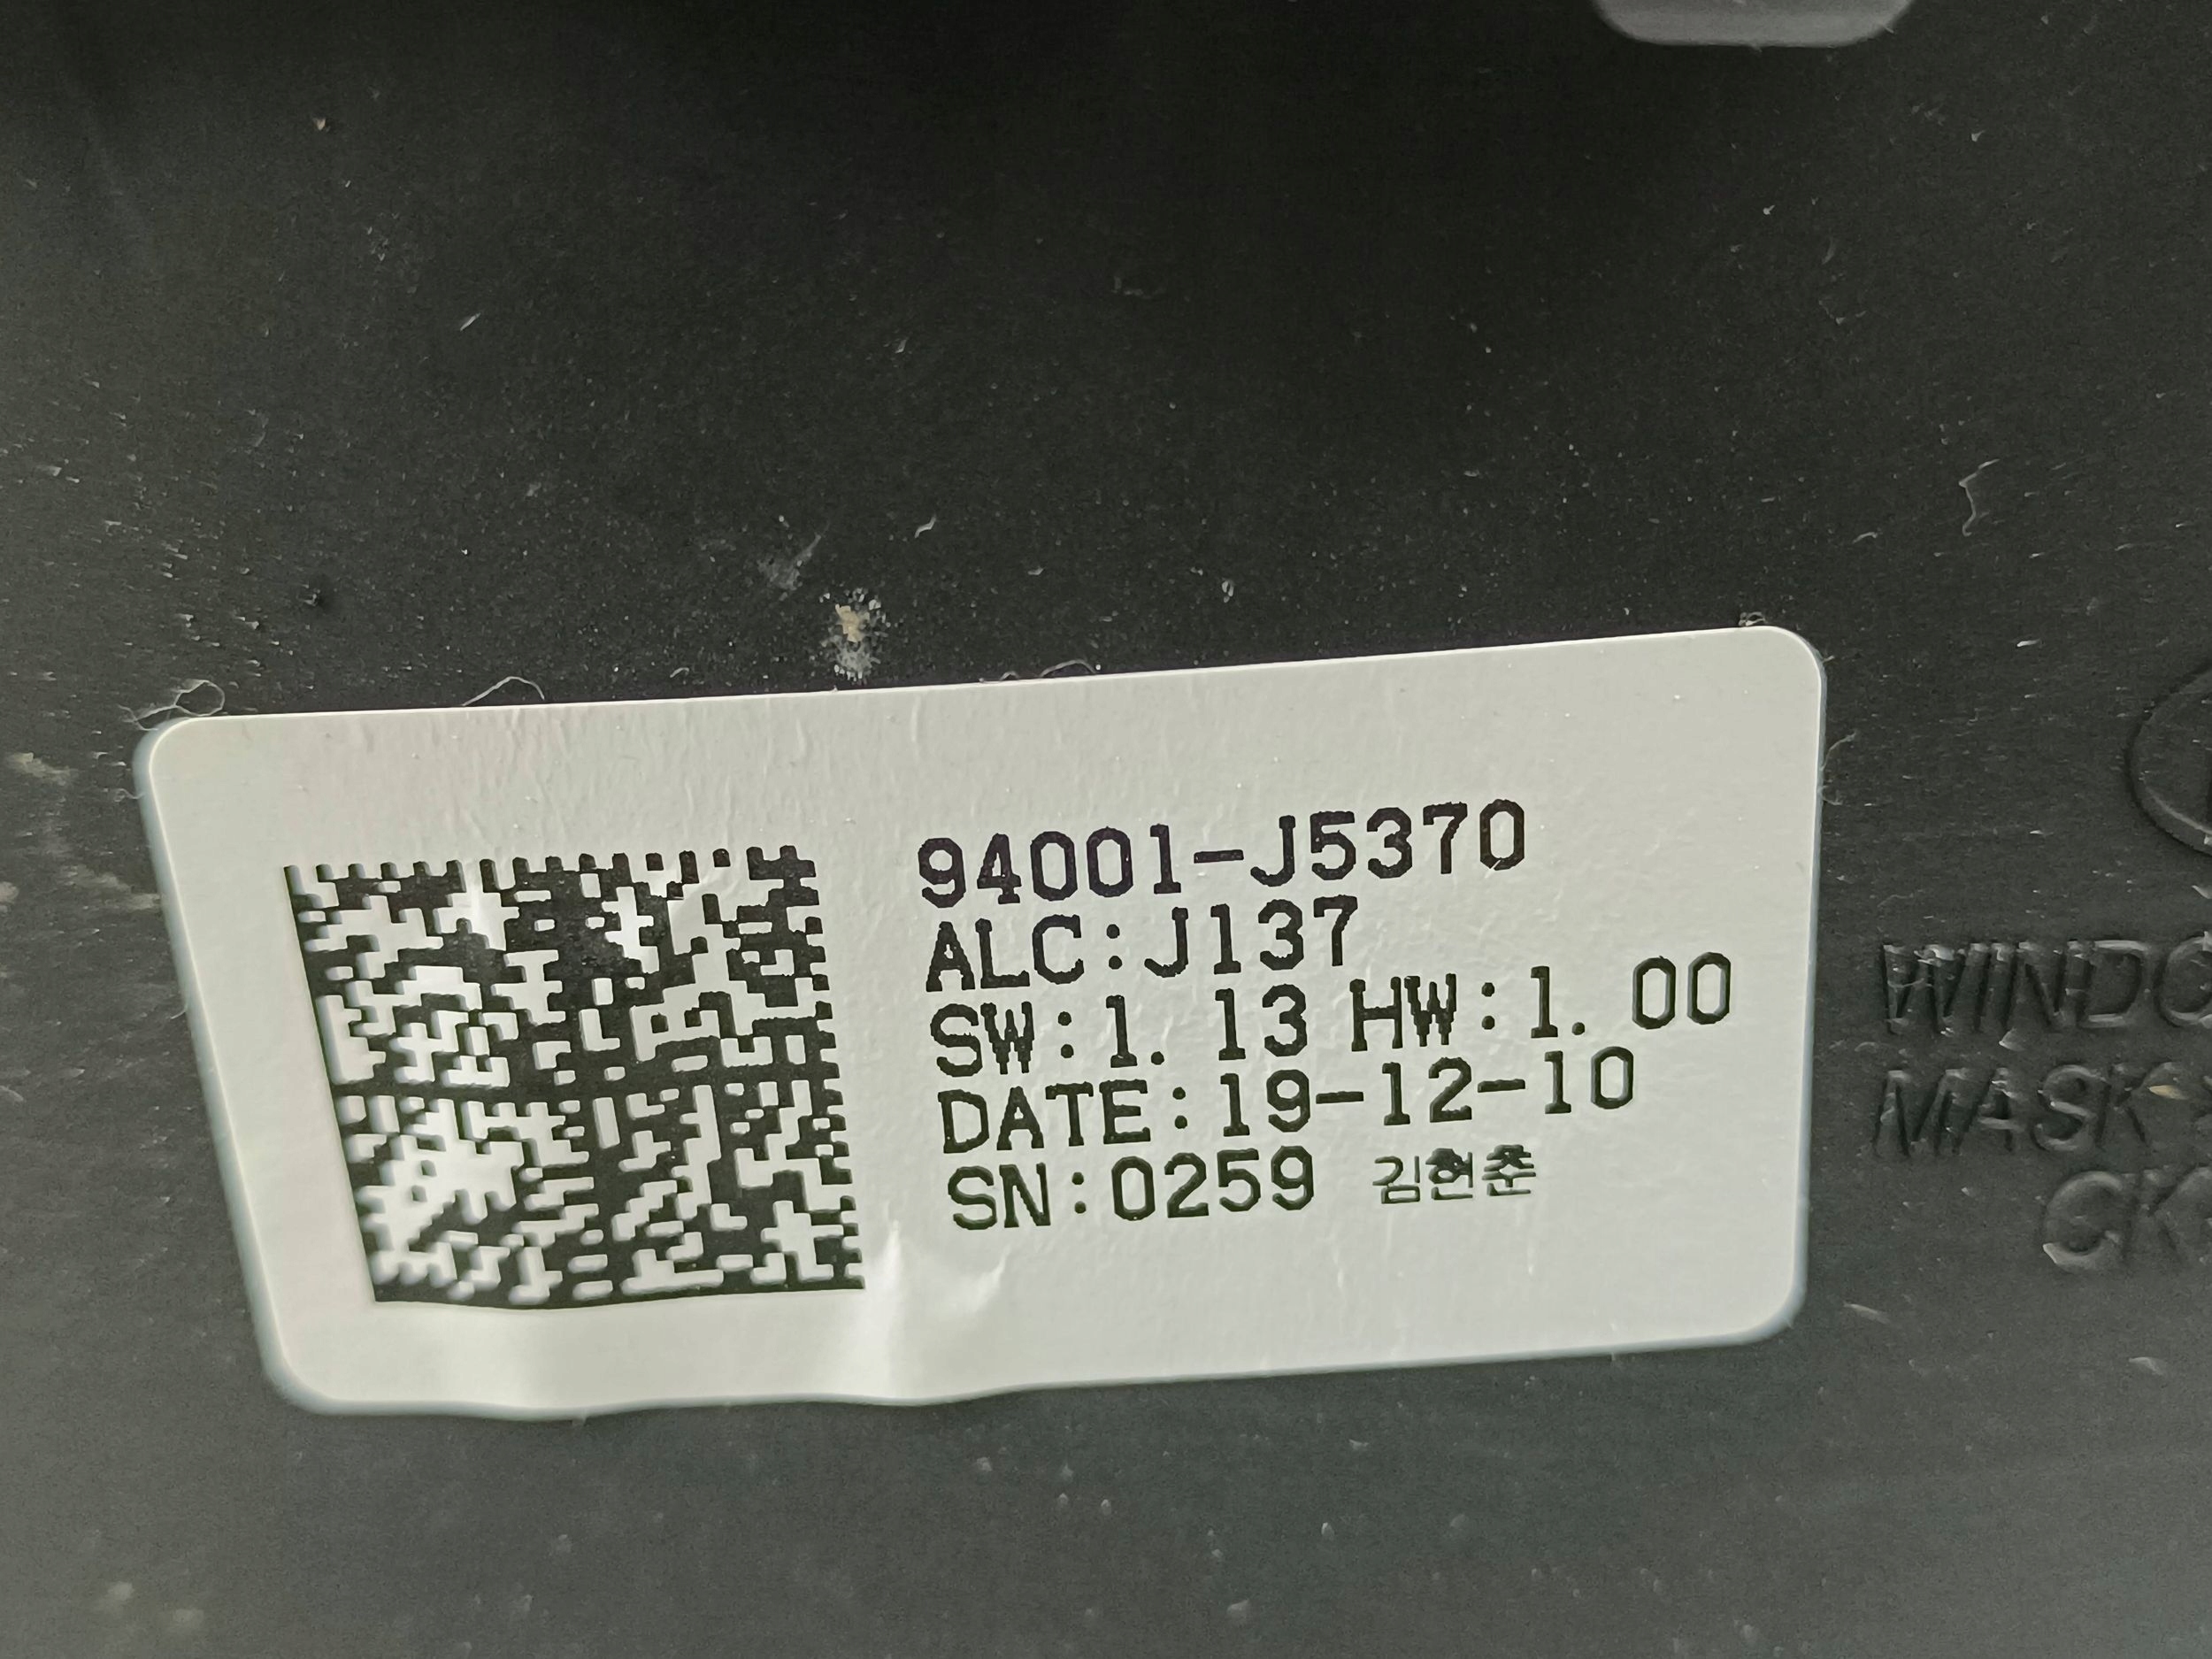 94001-J5370
ALC:J137
SW:1. 13 HW:1. 00
DATE:19-12-10
SN:0259 김현춘
MASK